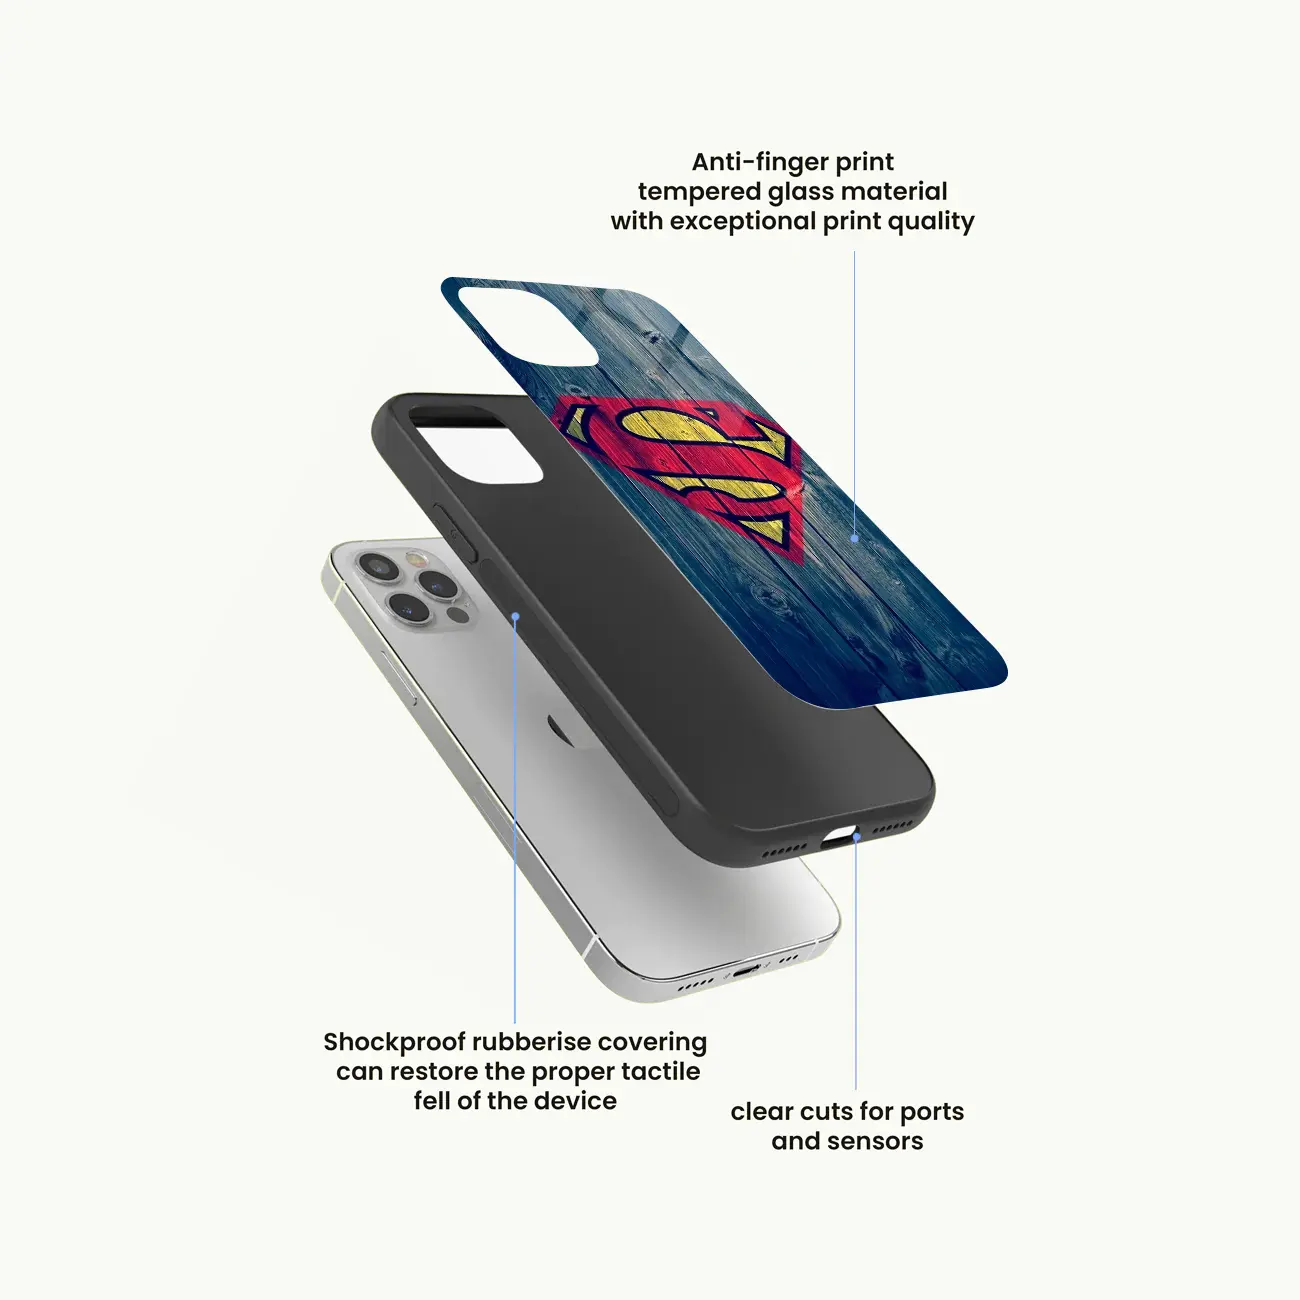 Anti-finger print
tempered glass material
with exceptional print quality
Shockproof rubberise covering
can restore the proper tactile
fell of the device
clear cuts for ports
and sensors